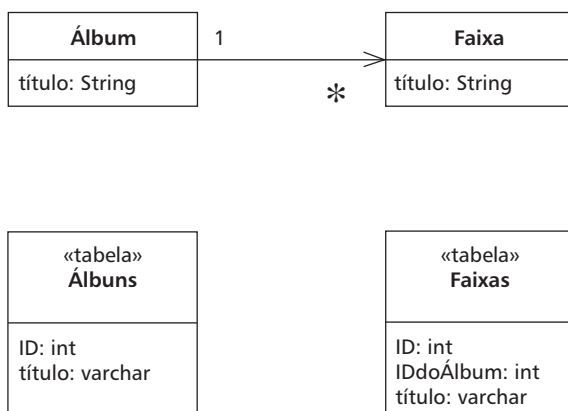 Álbum
1
Faixa
título: String
*
título: String
«tabela»
Álbuns
«tabela»
Faixas
ID: int
título: varchar
ID: int
IDdoÁlbum: int
título: varchar